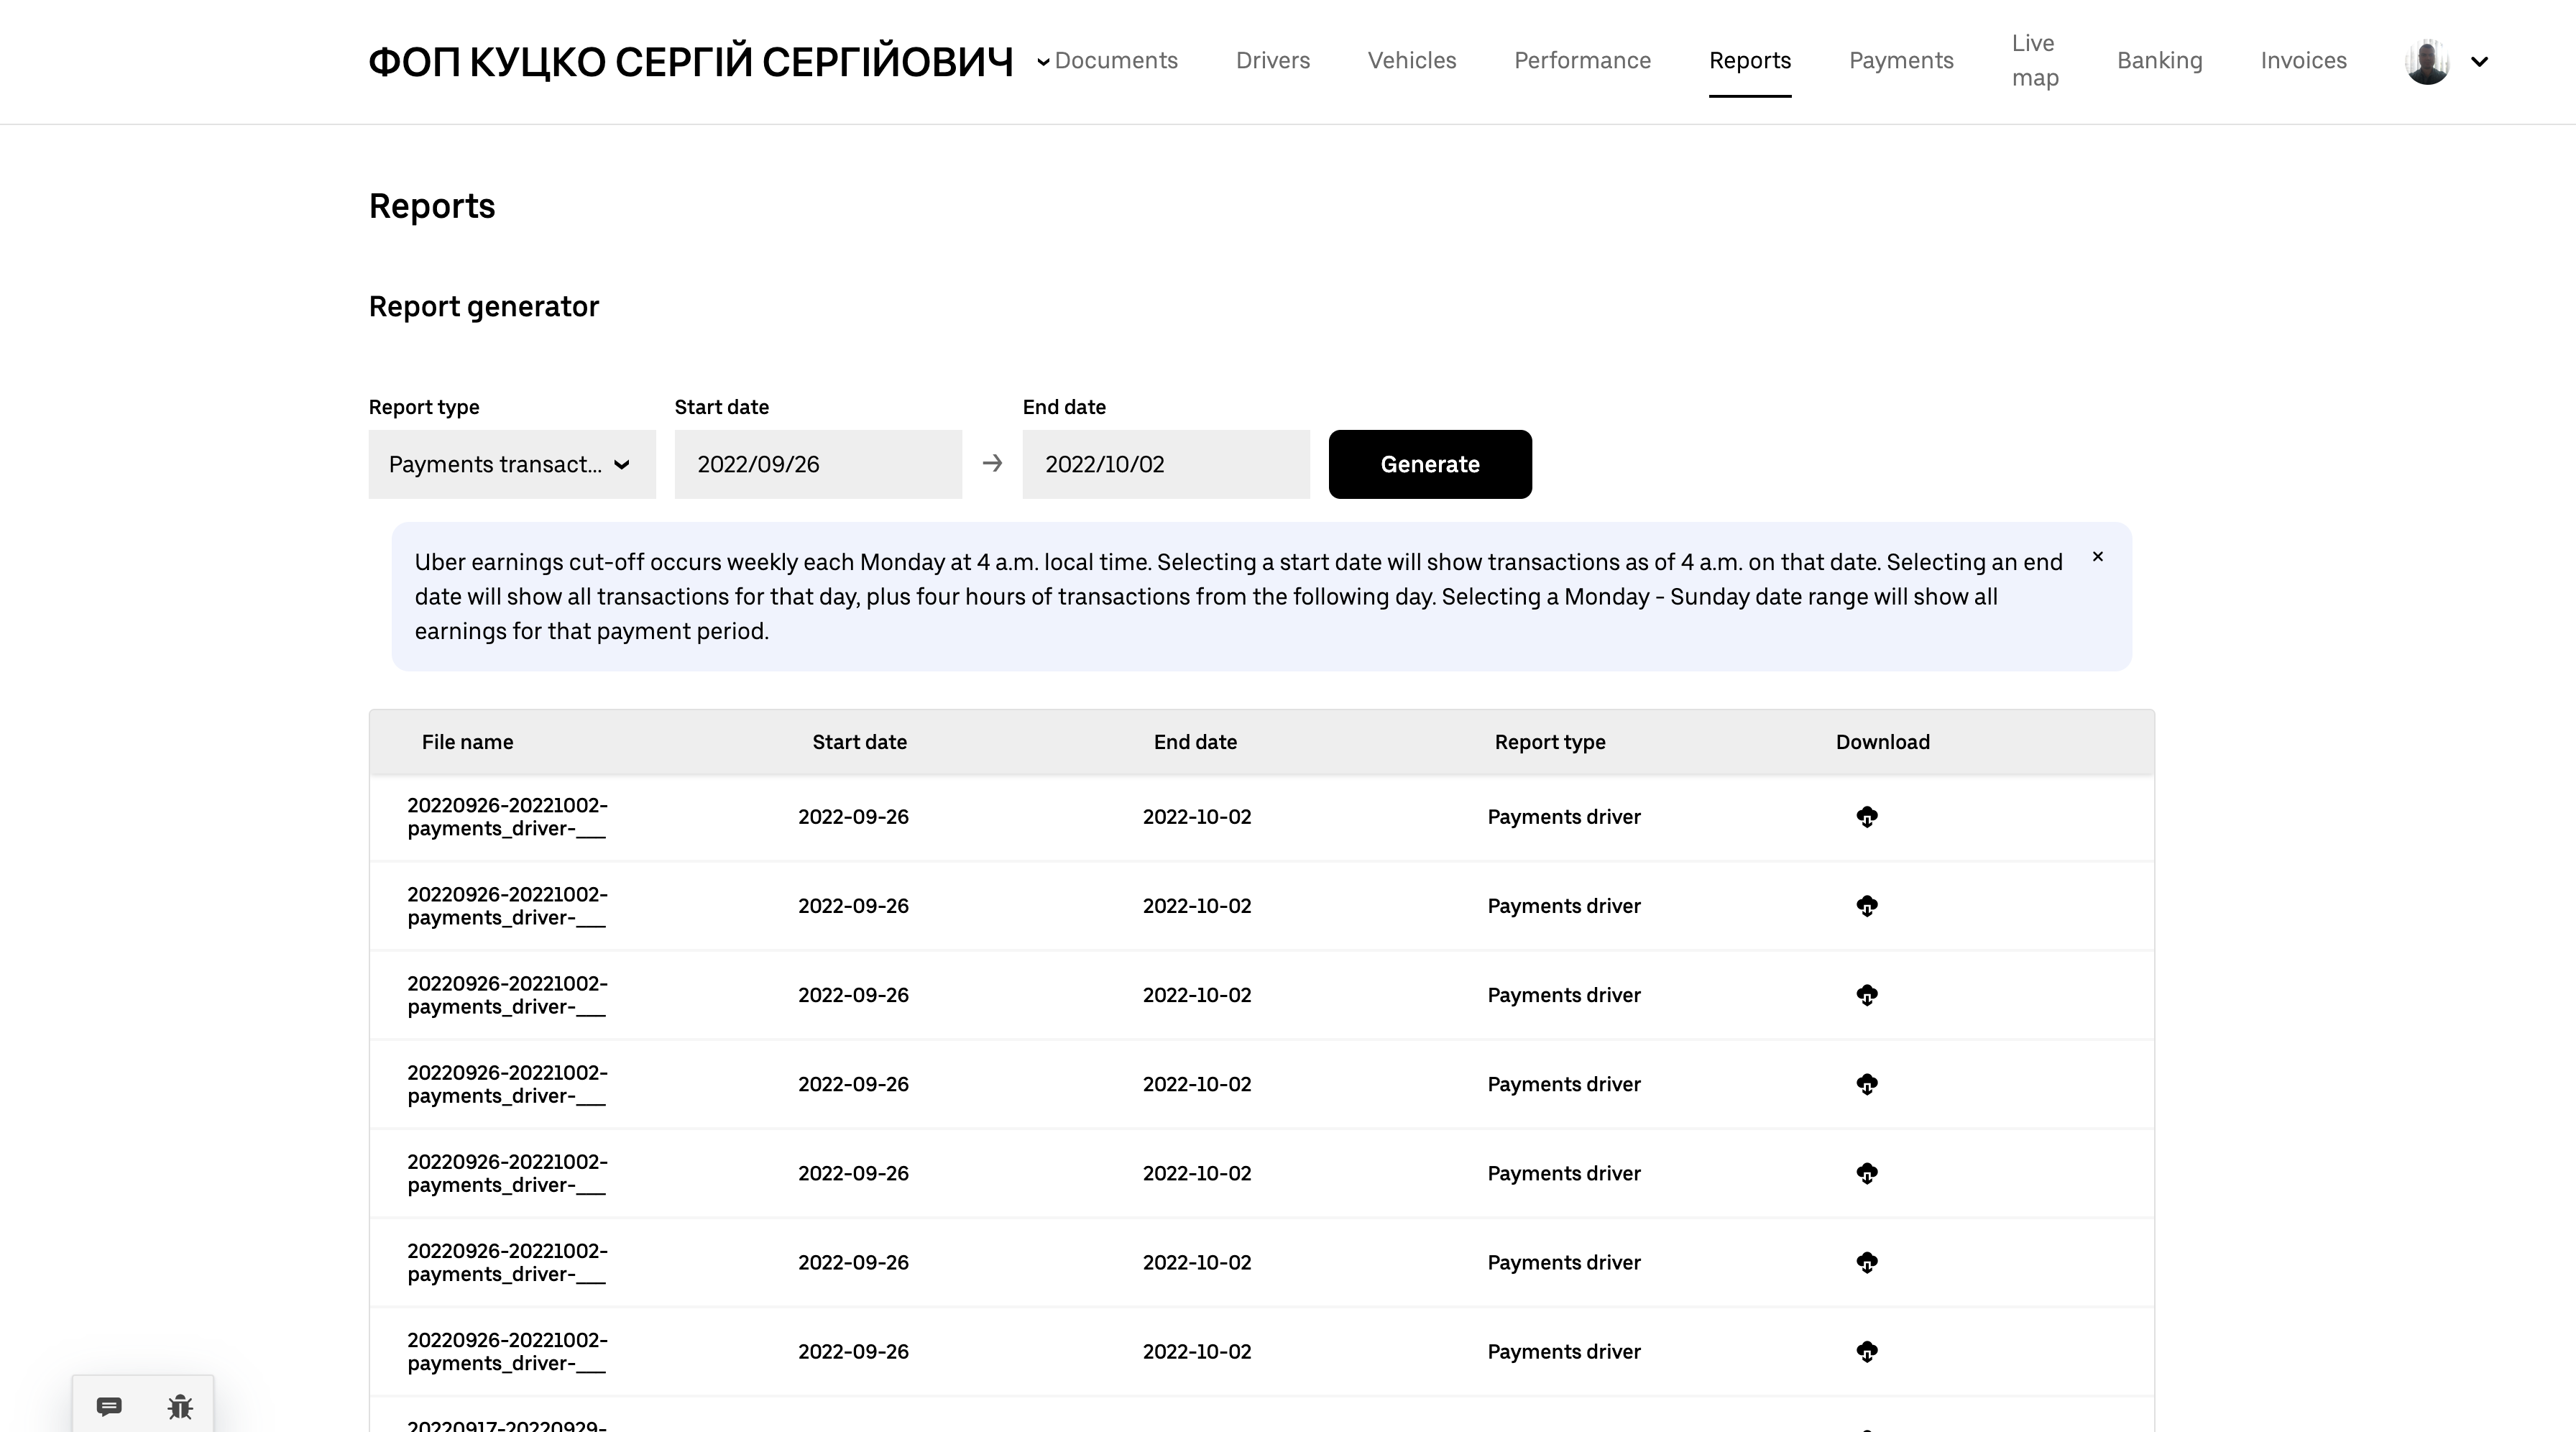 ФОП КУЦКО СЕРГІЙ СЕРГІЙОВИЧ
Documents
Drivers
Vehicles
Performance
Reports
Payments
Live
map
Banking
Invoices
Reports
Report generator
Report type
Start date
End date
Payments transact...
2022/09/26
2022/10/02
Generate
Uber earnings cut-off occurs weekly each Monday at 4 a.m. local time. Selecting a start date will show transactions as of 4 a.m. on that date. Selecting an end
date will show all transactions for that day, plus four hours of transactions from the following day. Selecting a Monday - Sunday date range will show all
earnings for that payment period.
File name Start date End date Report type Download
20220926-20221002-
payments_driver-___
2022-09-26 2022-10-02 Payments driver
20220926-20221002-
payments_driver-___
2022-09-26 2022-10-02 Payments driver
20220926-20221002-
payments_driver-___
2022-09-26 2022-10-02 Payments driver
20220926-20221002-
payments_driver-___
2022-09-26 2022-10-02 Payments driver
20220926-20221002-
payments_driver-___
2022-09-26 2022-10-02 Payments driver
20220926-20221002-
payments_driver-___
2022-09-26 2022-10-02 Payments driver
20220926-20221002-
payments_driver-___
2022-09-26 2022-10-02 Payments driver
20220917-20220929-